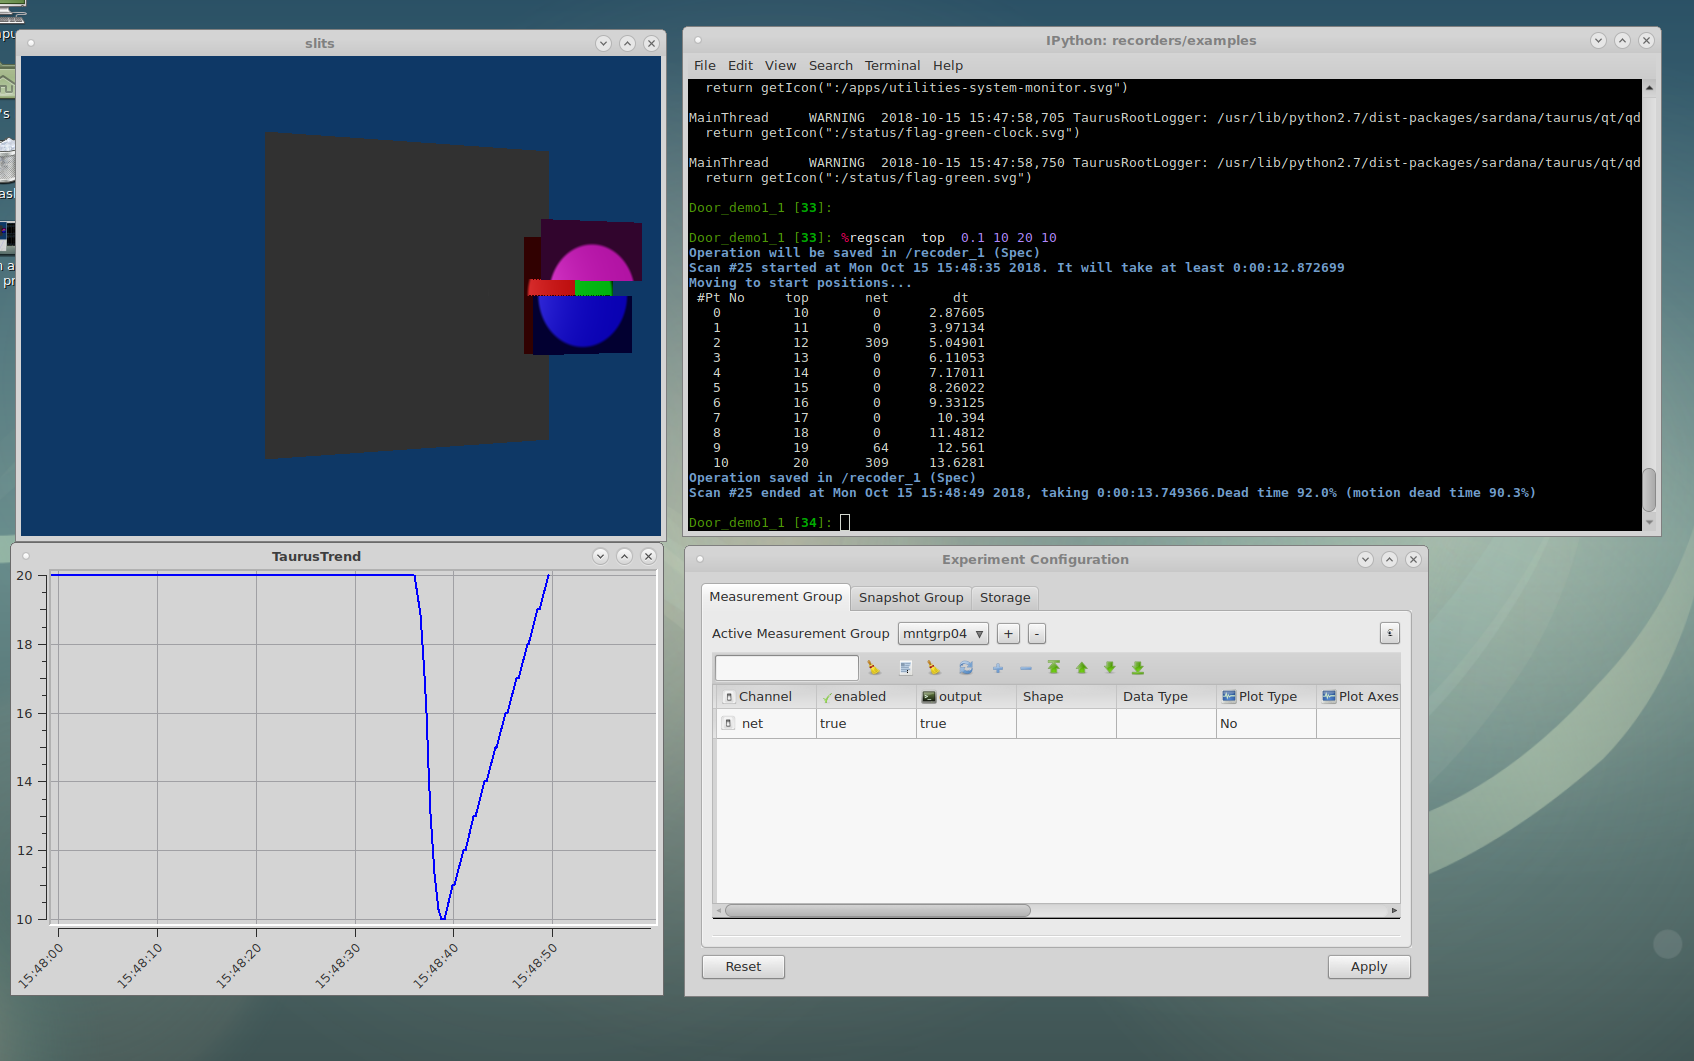 slits
IPython: recorders/examples
File Edit View Search Terminal Help
return getIcon(":/apps/utilities-system-monitor.svg")
MainThread WARNING 2018-10-15 15:47:58,705 TaurusRootLogger: /usr/lib/python2.7/dist-packages/sardana/taurus/qt/qd
return getIcon(":/status/flag-green-clock.svg")
MainThread WARNING 2018-10-15 15:47:58,750 TaurusRootLogger: /usr/lib/python2.7/dist-packages/sardana/taurus/qt/qd
return getIcon(":/status/flag-green.svg")
Door_demo1_1 [33]:
Door_demo1_1 [33]: %regscan top 0.1 10 20 10
Operation will be saved in /recoder_1 (Spec)
Scan #25 started at Mon Oct 15 15:48:35 2018. It will take at least 0:00:12.872699
Moving to start positions...
#Pt No top net dt
0 10 0 2.87605
1 11 0 3.97134
2 12 309 5.04901
3 13 0 6.11053
4 14 0 7.17011
5 15 0 8.26022
6 16 0 9.33125
7 17 0 10.394
8 18 0 11.4812
9 19 64 12.561
10 20 309 13.6281
Operation saved in /recoder_1 (Spec)
Scan #25 ended at Mon Oct 15 15:48:49 2018, taking 0:00:13.749366.Dead time 92.0% (motion dead time 90.3%)
Door_demo1_1 [34]:
TaurusTrend
20
18
16
14
12
10
15:48:00 15:48:10 15:48:20 15:48:30 15:48:40 15:48:50
Experiment Configuration
Measurement Group Snapshot Group Storage
Active Measurement Group mntgrp04 + -
Channel enabled output Shape Data Type Plot Type Plot Axes
net true true No
Reset Apply